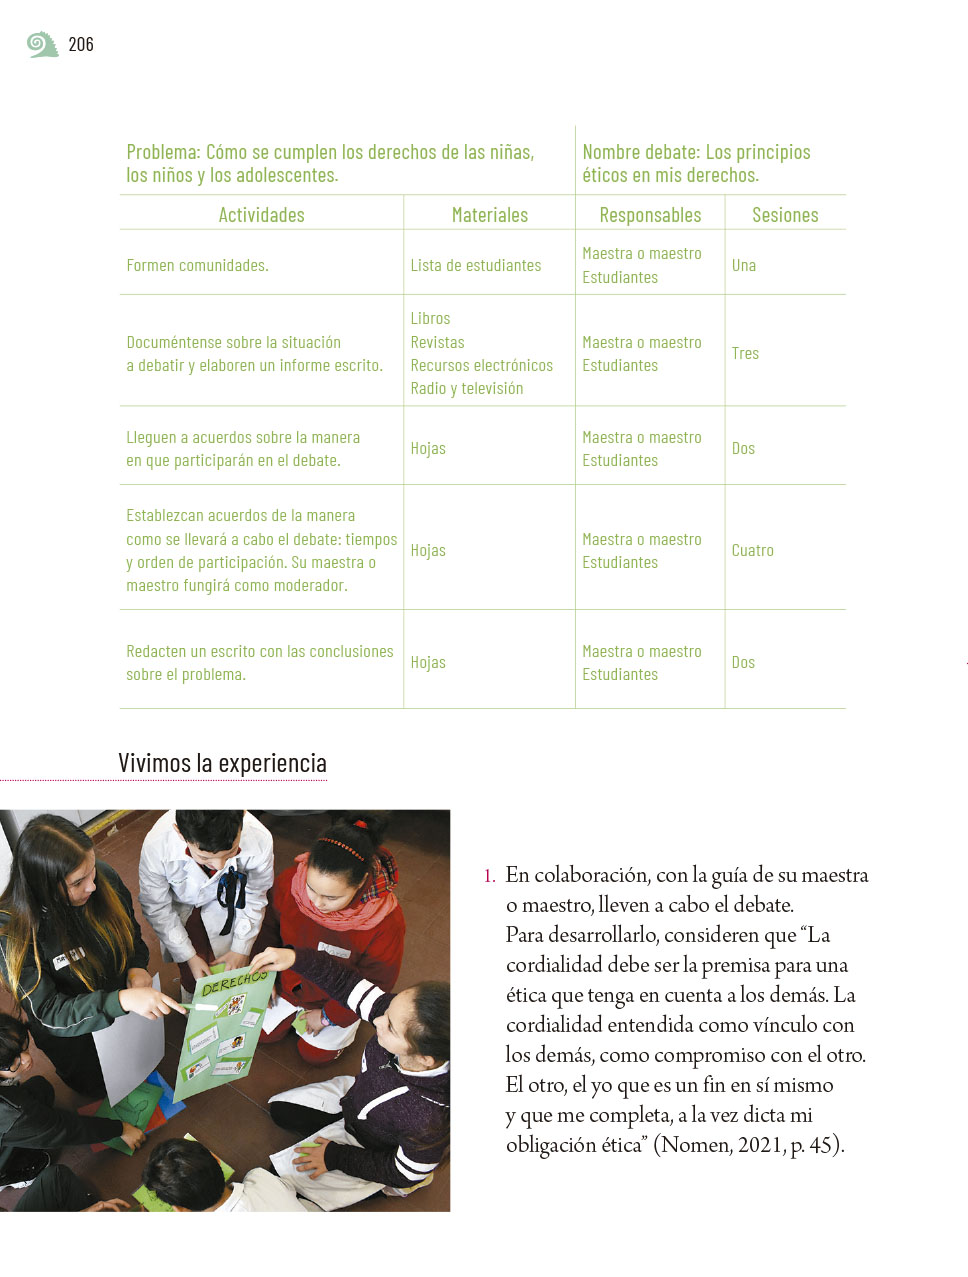 206
Problema: Cómo se cumplen los derechos de las niñas,
los niños y los adolescentes.
Nombre debate: Los principios
éticos en mis derechos.
Actividades
Materiales
Responsables
Sesiones
Formen comunidades.
Lista de estudiantes
Maestra o maestro
Estudiantes
Una
Documéntense sobre la situación
a debatir y elaboren un informe escrito.
Libros
Revistas
Recursos electrónicos
Radio y televisión
Maestra o maestro
Estudiantes
Tres
Lleguen a acuerdos sobre la manera
en que participarán en el debate.
Hojas
Maestra o maestro
Estudiantes
Dos
Establezcan acuerdos de la manera
como se llevará a cabo el debate: tiempos
y orden de participación. Su maestra o
maestro fungirá como moderador.
Hojas
Maestra o maestro
Estudiantes
Cuatro
Redacten un escrito con las conclusiones
sobre el problema.
Hojas
Maestra o maestro
Estudiantes
Dos
Vivimos la experiencia
DERECHOS
1. En colaboración, con la guía de su maestra
o maestro, lleven a cabo el debate.
Para desarrollarlo, consideren que “La
cordialidad debe ser la premisa para una
ética que tenga en cuenta a los demás. La
cordialidad entendida como vínculo con
los demás, como compromiso con el otro.
El otro, el yo que es un fin en sí mismo
y que me completa, a la vez dicta mi
obligación ética” (Nomen, 2021, p. 45).